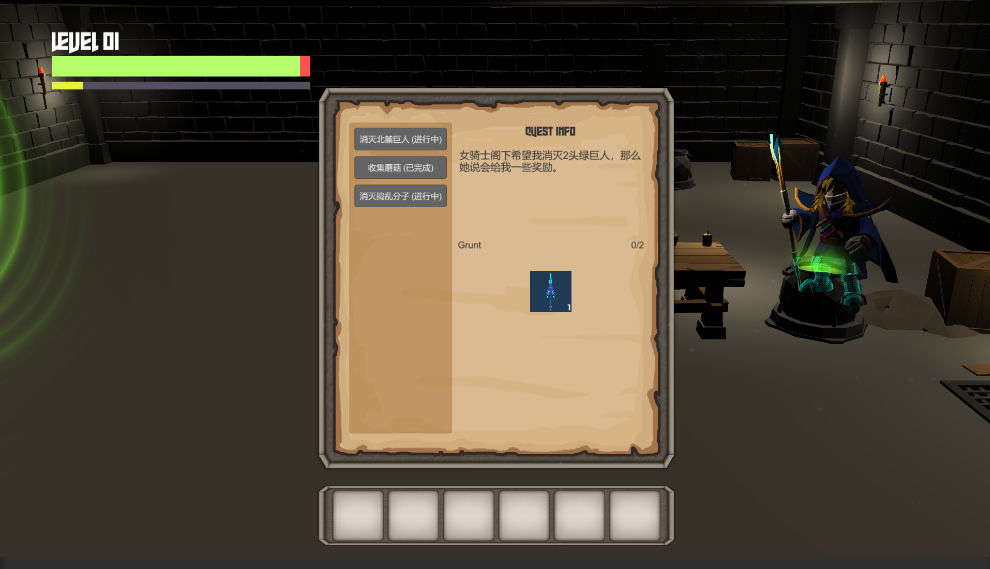 LEVEL 01
消灭北麓巨人 (进行中)
收集蘑菇 (已完成)
消灭捣乱分子 (进行中)
QUEST INFO
女骑士阁下希望我消灭2头绿巨人，那么
她说会给我一些奖励。
Grunt 0/2
1